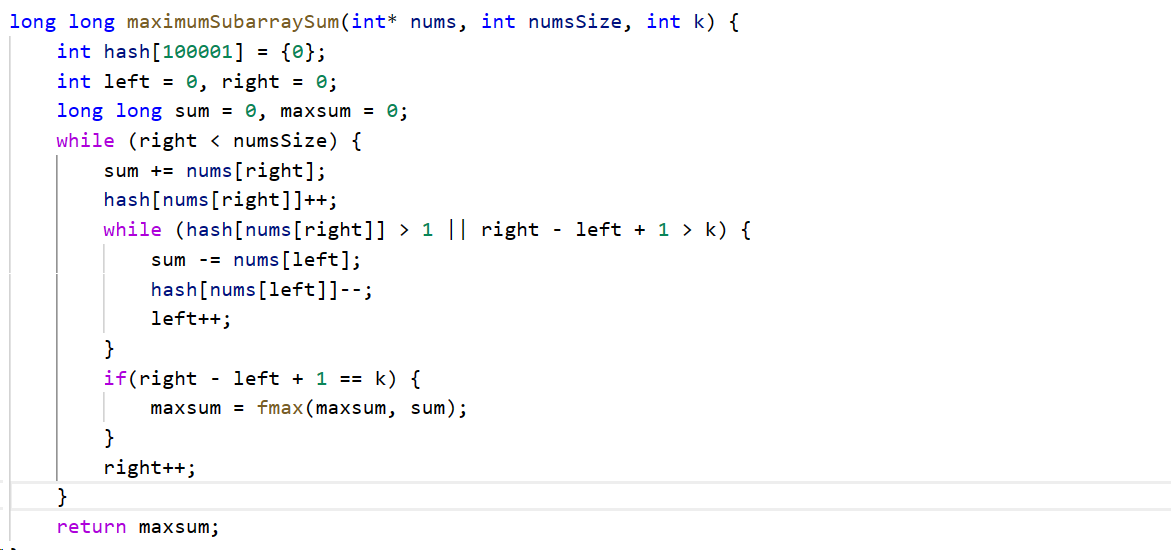 long long maximumSubarraySum(int* nums, int numsSize, int k) {
    int hash[100001] = {0};
    int left = 0, right = 0;
    long long sum = 0, maxsum = 0;
    while (right < numsSize) {
        sum += nums[right];
        hash[nums[right]]++;
        while (hash[nums[right]] > 1 || right - left + 1 > k) {
            sum -= nums[left];
            hash[nums[left]]--;
            left++;
        }
        if(right - left + 1 == k) {
            maxsum = fmax(maxsum, sum);
        }
        right++;
    }
    return maxsum;